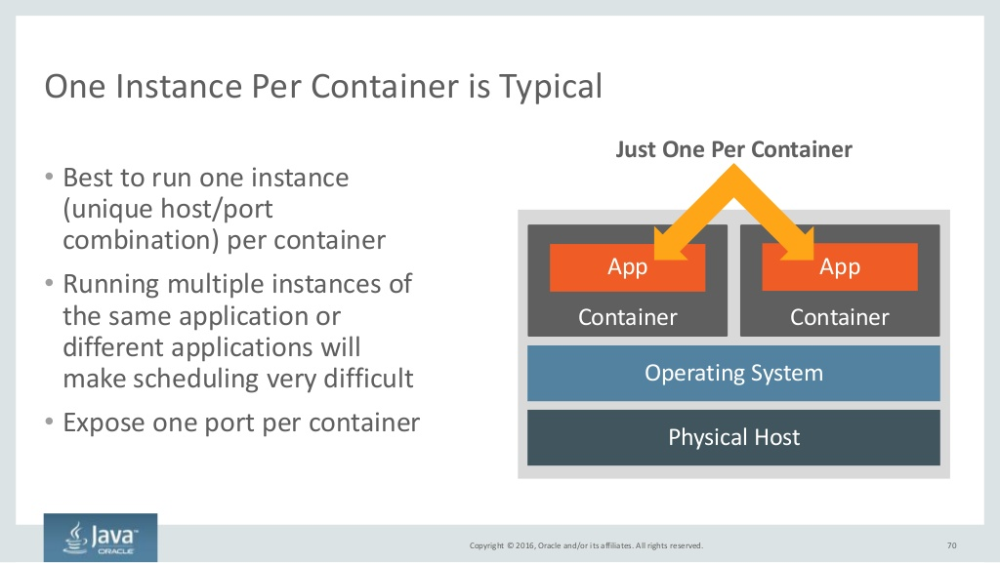 One Instance Per Container is Typical
• Best to run one instance
(unique host/port
combination) per container
• Running multiple instances of
the same application or
different applications will
make scheduling very difficult
• Expose one port per container
Just One Per Container
App
App
Container
Container
Operating System
Physical Host
Java™
ORACLE
Copyright © 2016, Oracle and/or its affiliates. All rights reserved.
70